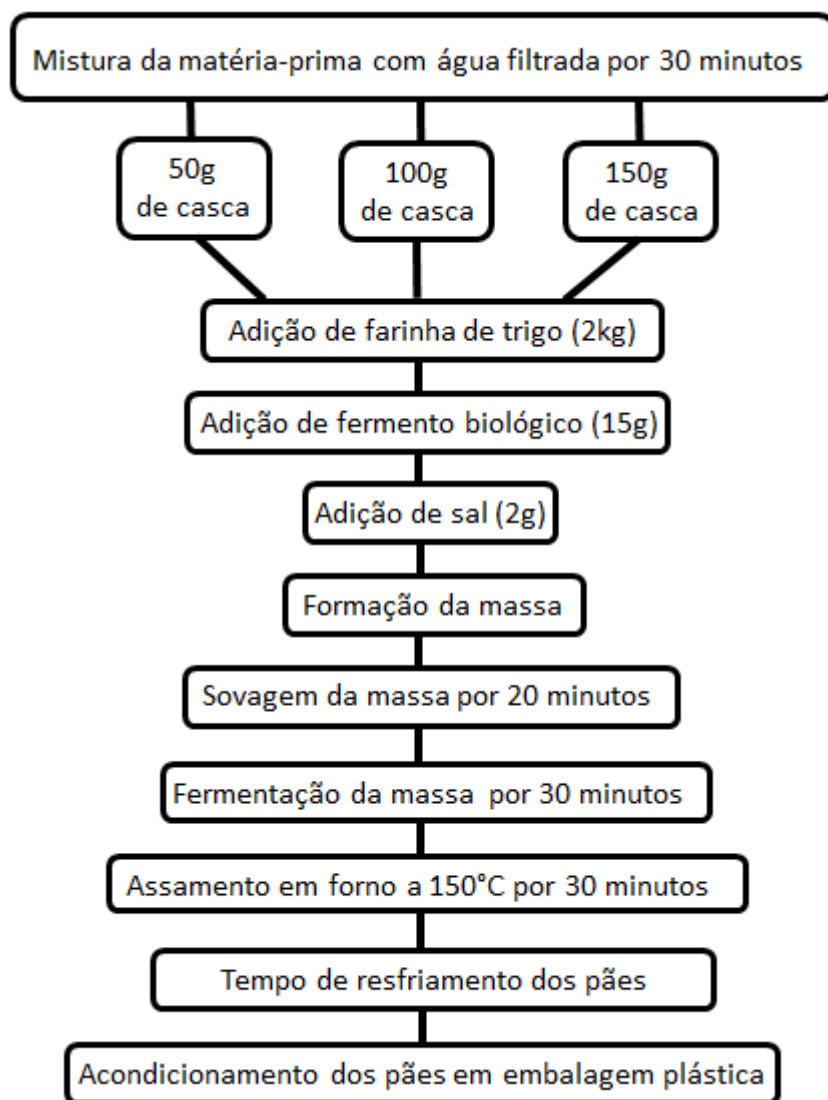 Mistura da matéria-prima com água filtrada por 30 minutos
50g
de casca
100g
de casca
150g
de casca
Adição de farinha de trigo (2kg)
Adição de fermento biológico (15g)
Adição de sal (2g)
Formação da massa
Sovagem da massa por 20 minutos
Fermentação da massa por 30 minutos
Assamento em forno a 150°C por 30 minutos
Tempo de resfriamento dos pães
Acondicionamento dos pães em embalagem plástica